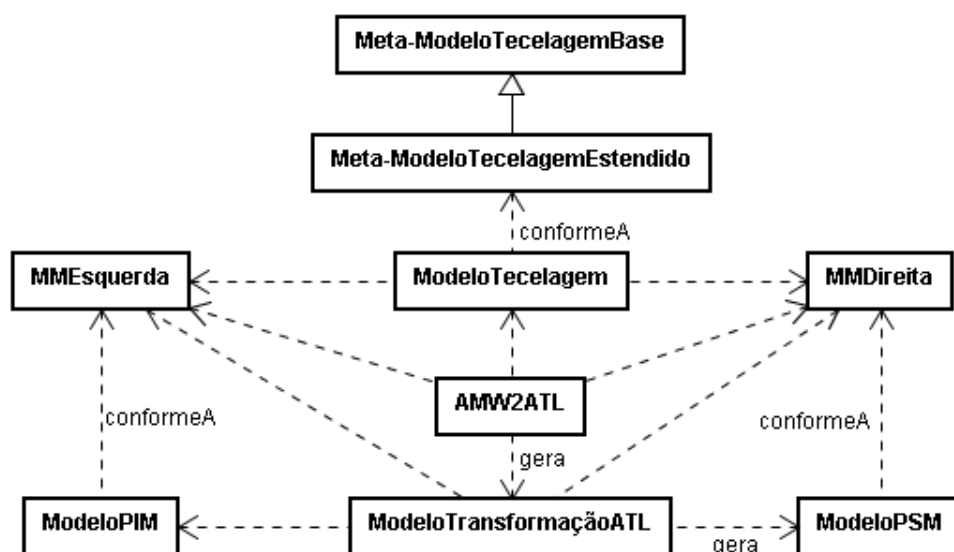 Meta-ModeloTecelagemBase
Meta-ModeloTecelagemEstendido
conformeA
MMEsquerda
ModeloTecelagem
MMDireita
AMW2ATL
conformeA
conformeA
gera
ModeloPIM
ModeloTransformaçãoATL
ModeloPSM
gera